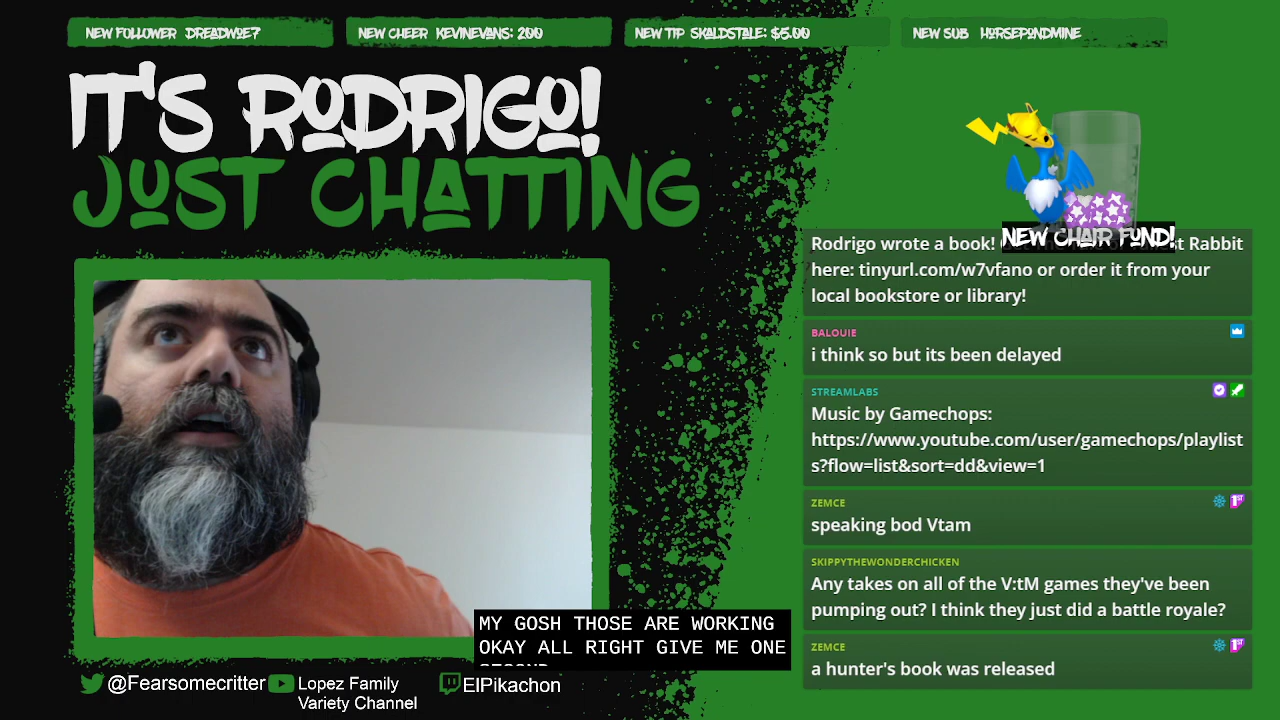 NEW FOLLOWER DREADWOE7
NEW CHEER KEVINEVANS: 200
NEW TIP SKALDSTALE: $5.00
NEW SUB HORSEPONDMINE
IT'S RODRIGO!
JUST CHATTING
NEW CHAIR FUND!
Rodrigo wrote a book! Rabbit
here: tinyurl.com/w7vfano or order it from your
local bookstore or library!
BALOUIE
i think so but its been delayed
STREAMLABS
Music by Gamechops:
https://www.youtube.com/user/gamechops/playlist
s?flow=list&sort=dd&view=1
ZEMCE
1ST
speaking bod Vtam
SKIPPYTHEWONDERCHICKEN
Any takes on all of the V:tM games they've been
pumping out? I think they just did a battle royale?
ZEMCE
1ST
a hunter's book was released
MY GOSH THOSE ARE WORKING
OKAY ALL RIGHT GIVE ME ONE
@Fearsomecritter
Lopez Family
Variety Channel
ElPikachon